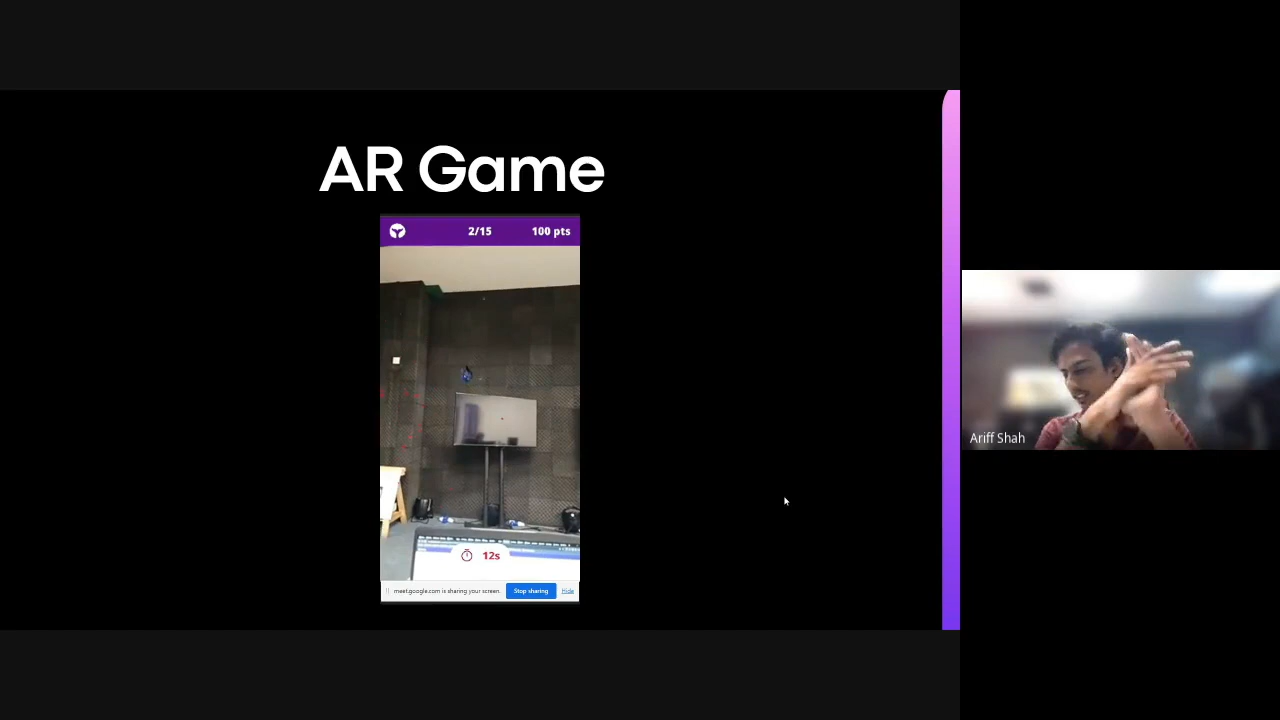 AR Game
2/15 100 pts
12s
meet.google.com is sharing your screen.
Stop sharing
Hide
Ariff Shah